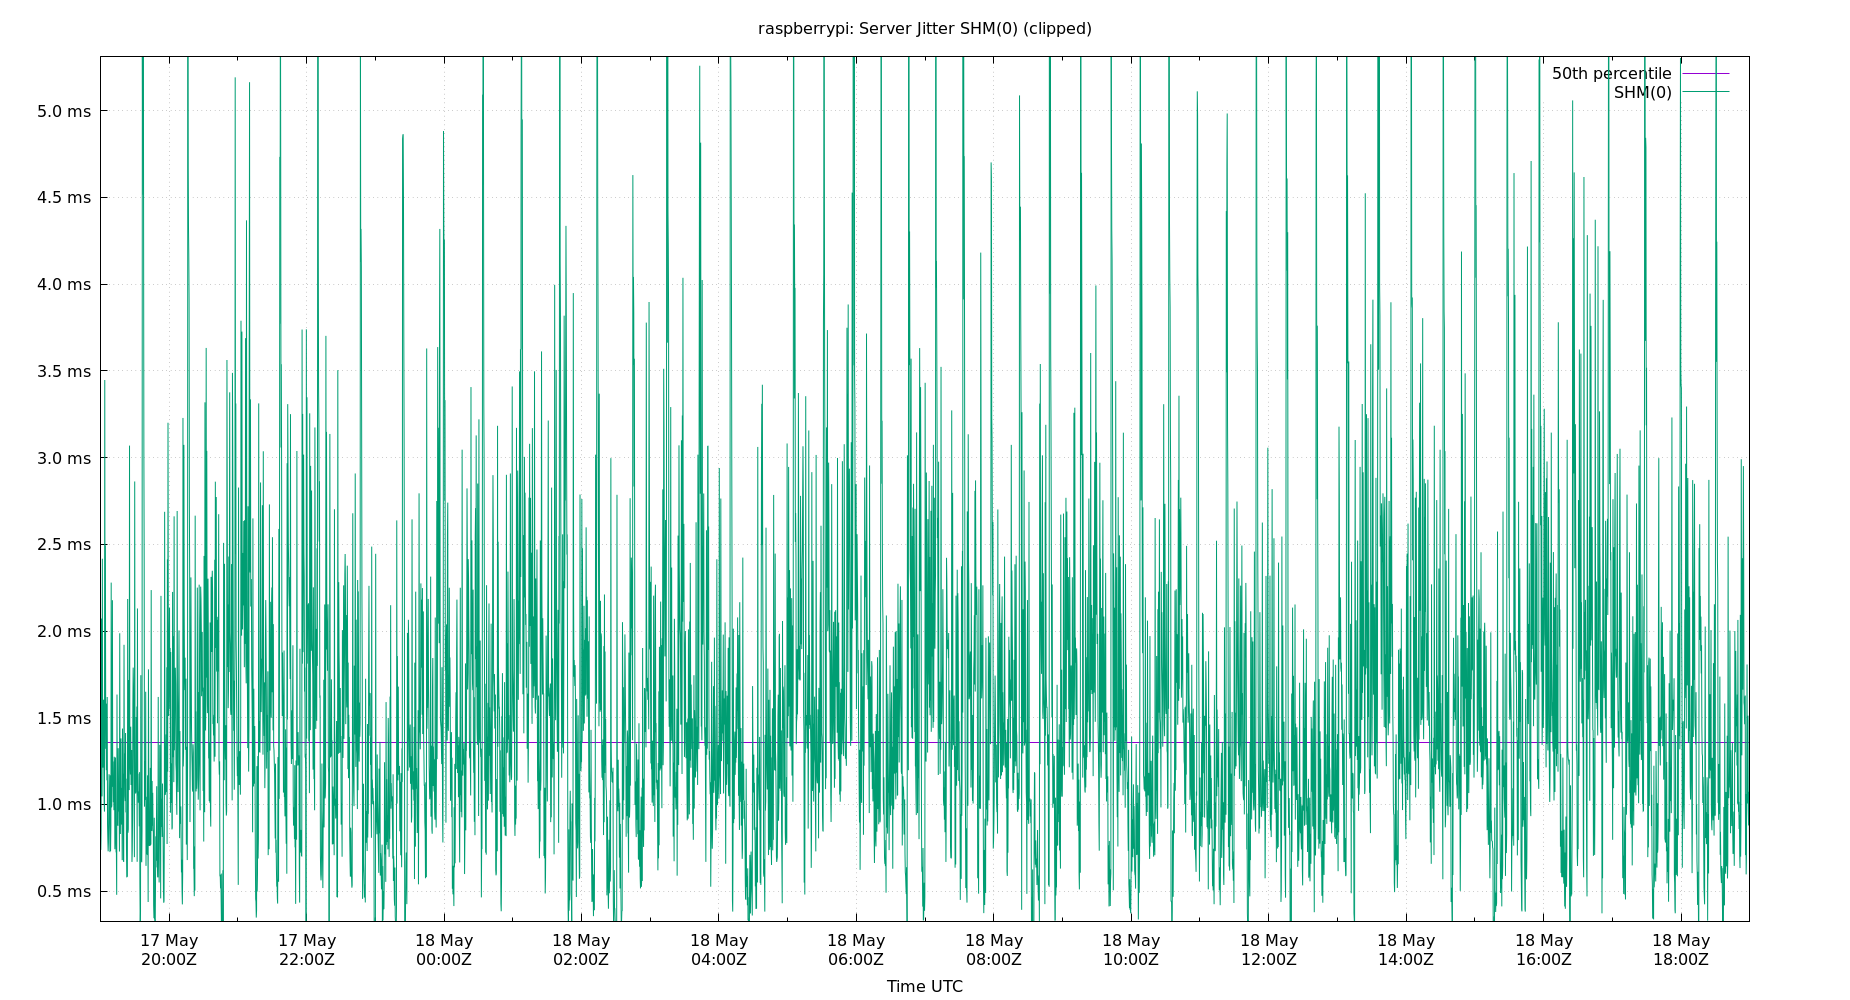 raspberrypi: Server Jitter SHM(0) (clipped)
50th percentile
SHM(0)
5.0 ms
4.5 ms
4.0 ms
3.5 ms
3.0 ms
2.5 ms
2.0 ms
1.5 ms
1.0 ms
0.5 ms
17 May 17 May 18 May 18 May 18 May 18 May 18 May 18 May 18 May 18 May 18 May 18 May
20:00Z 22:00Z 00:00Z 02:00Z 04:00Z 06:00Z 08:00Z 10:00Z 12:00Z 14:00Z 16:00Z 18:00Z
Time UTC